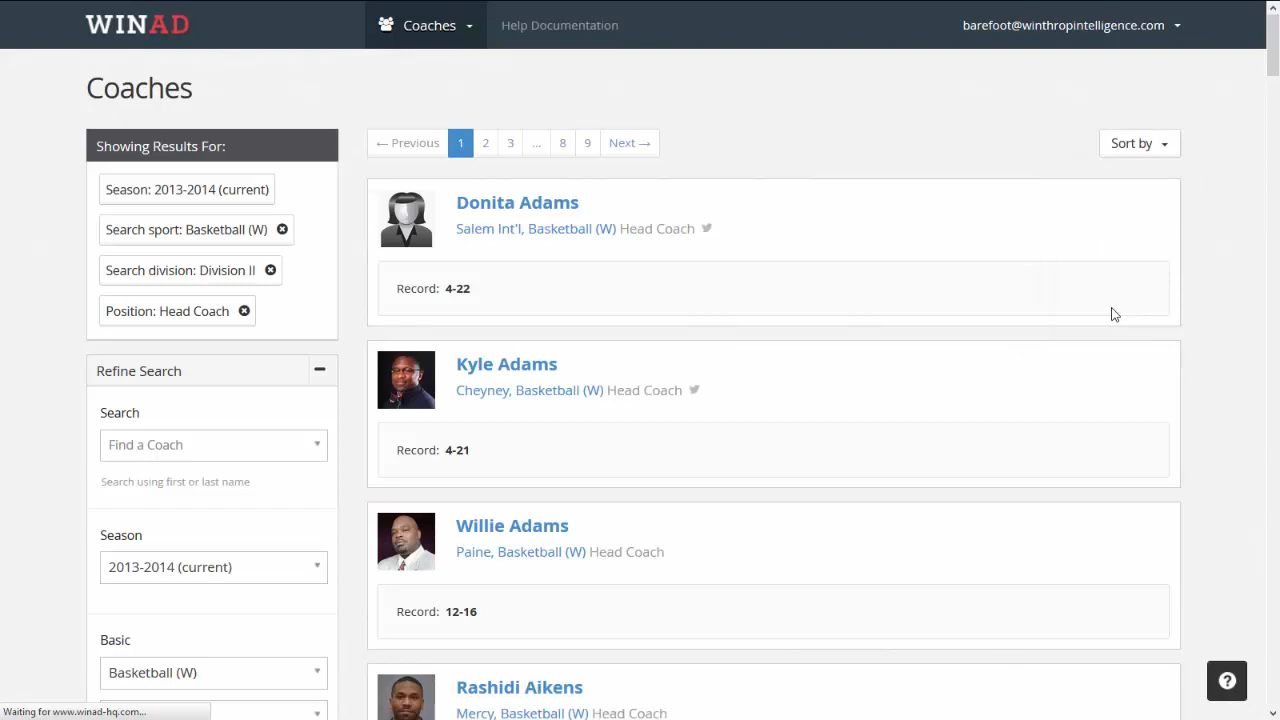 WINAD
Coaches
Help Documentation
barefoot@winthropintelligence.com
Coaches
Showing Results For:
Season: 2013-2014 (current)
Search sport: Basketball (W)
Search division: Division II
Position: Head Coach
Refine Search
Search
Find a Coach
Search using first or last name
Season
2013-2014 (current)
Basic
Basketball (W)
← Previous 1 2 3 ... 8 9 Next →
Sort by
Donita Adams
Salem Int'l, Basketball (W) Head Coach
Record: 4-22
Kyle Adams
Cheyney, Basketball (W) Head Coach
Record: 4-21
Willie Adams
Paine, Basketball (W) Head Coach
Record: 12-16
Rashidi Aikens
Mercy, Basketball (W) Head Coach
?
Waiting for www.winad-hq.com...